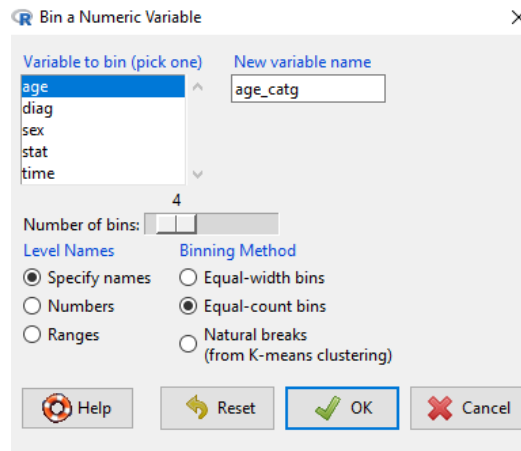 Bin a Numeric Variable
Variable to bin (pick one)
New variable name
age
diag
sex
stat
time
age_catg
4
Number of bins:
Level Names
Specify names
Numbers
Ranges
Binning Method
Equal-width bins
Equal-count bins
Natural breaks
(from K-means clustering)
Help
Reset
OK
Cancel